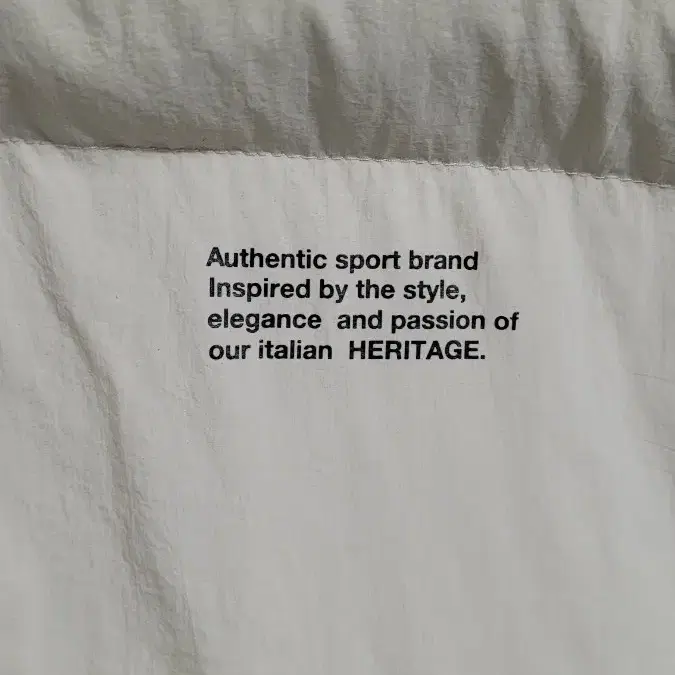 Authentic sport brand
Inspired by the style,
elegance  and passion of
our italian  HERITAGE.